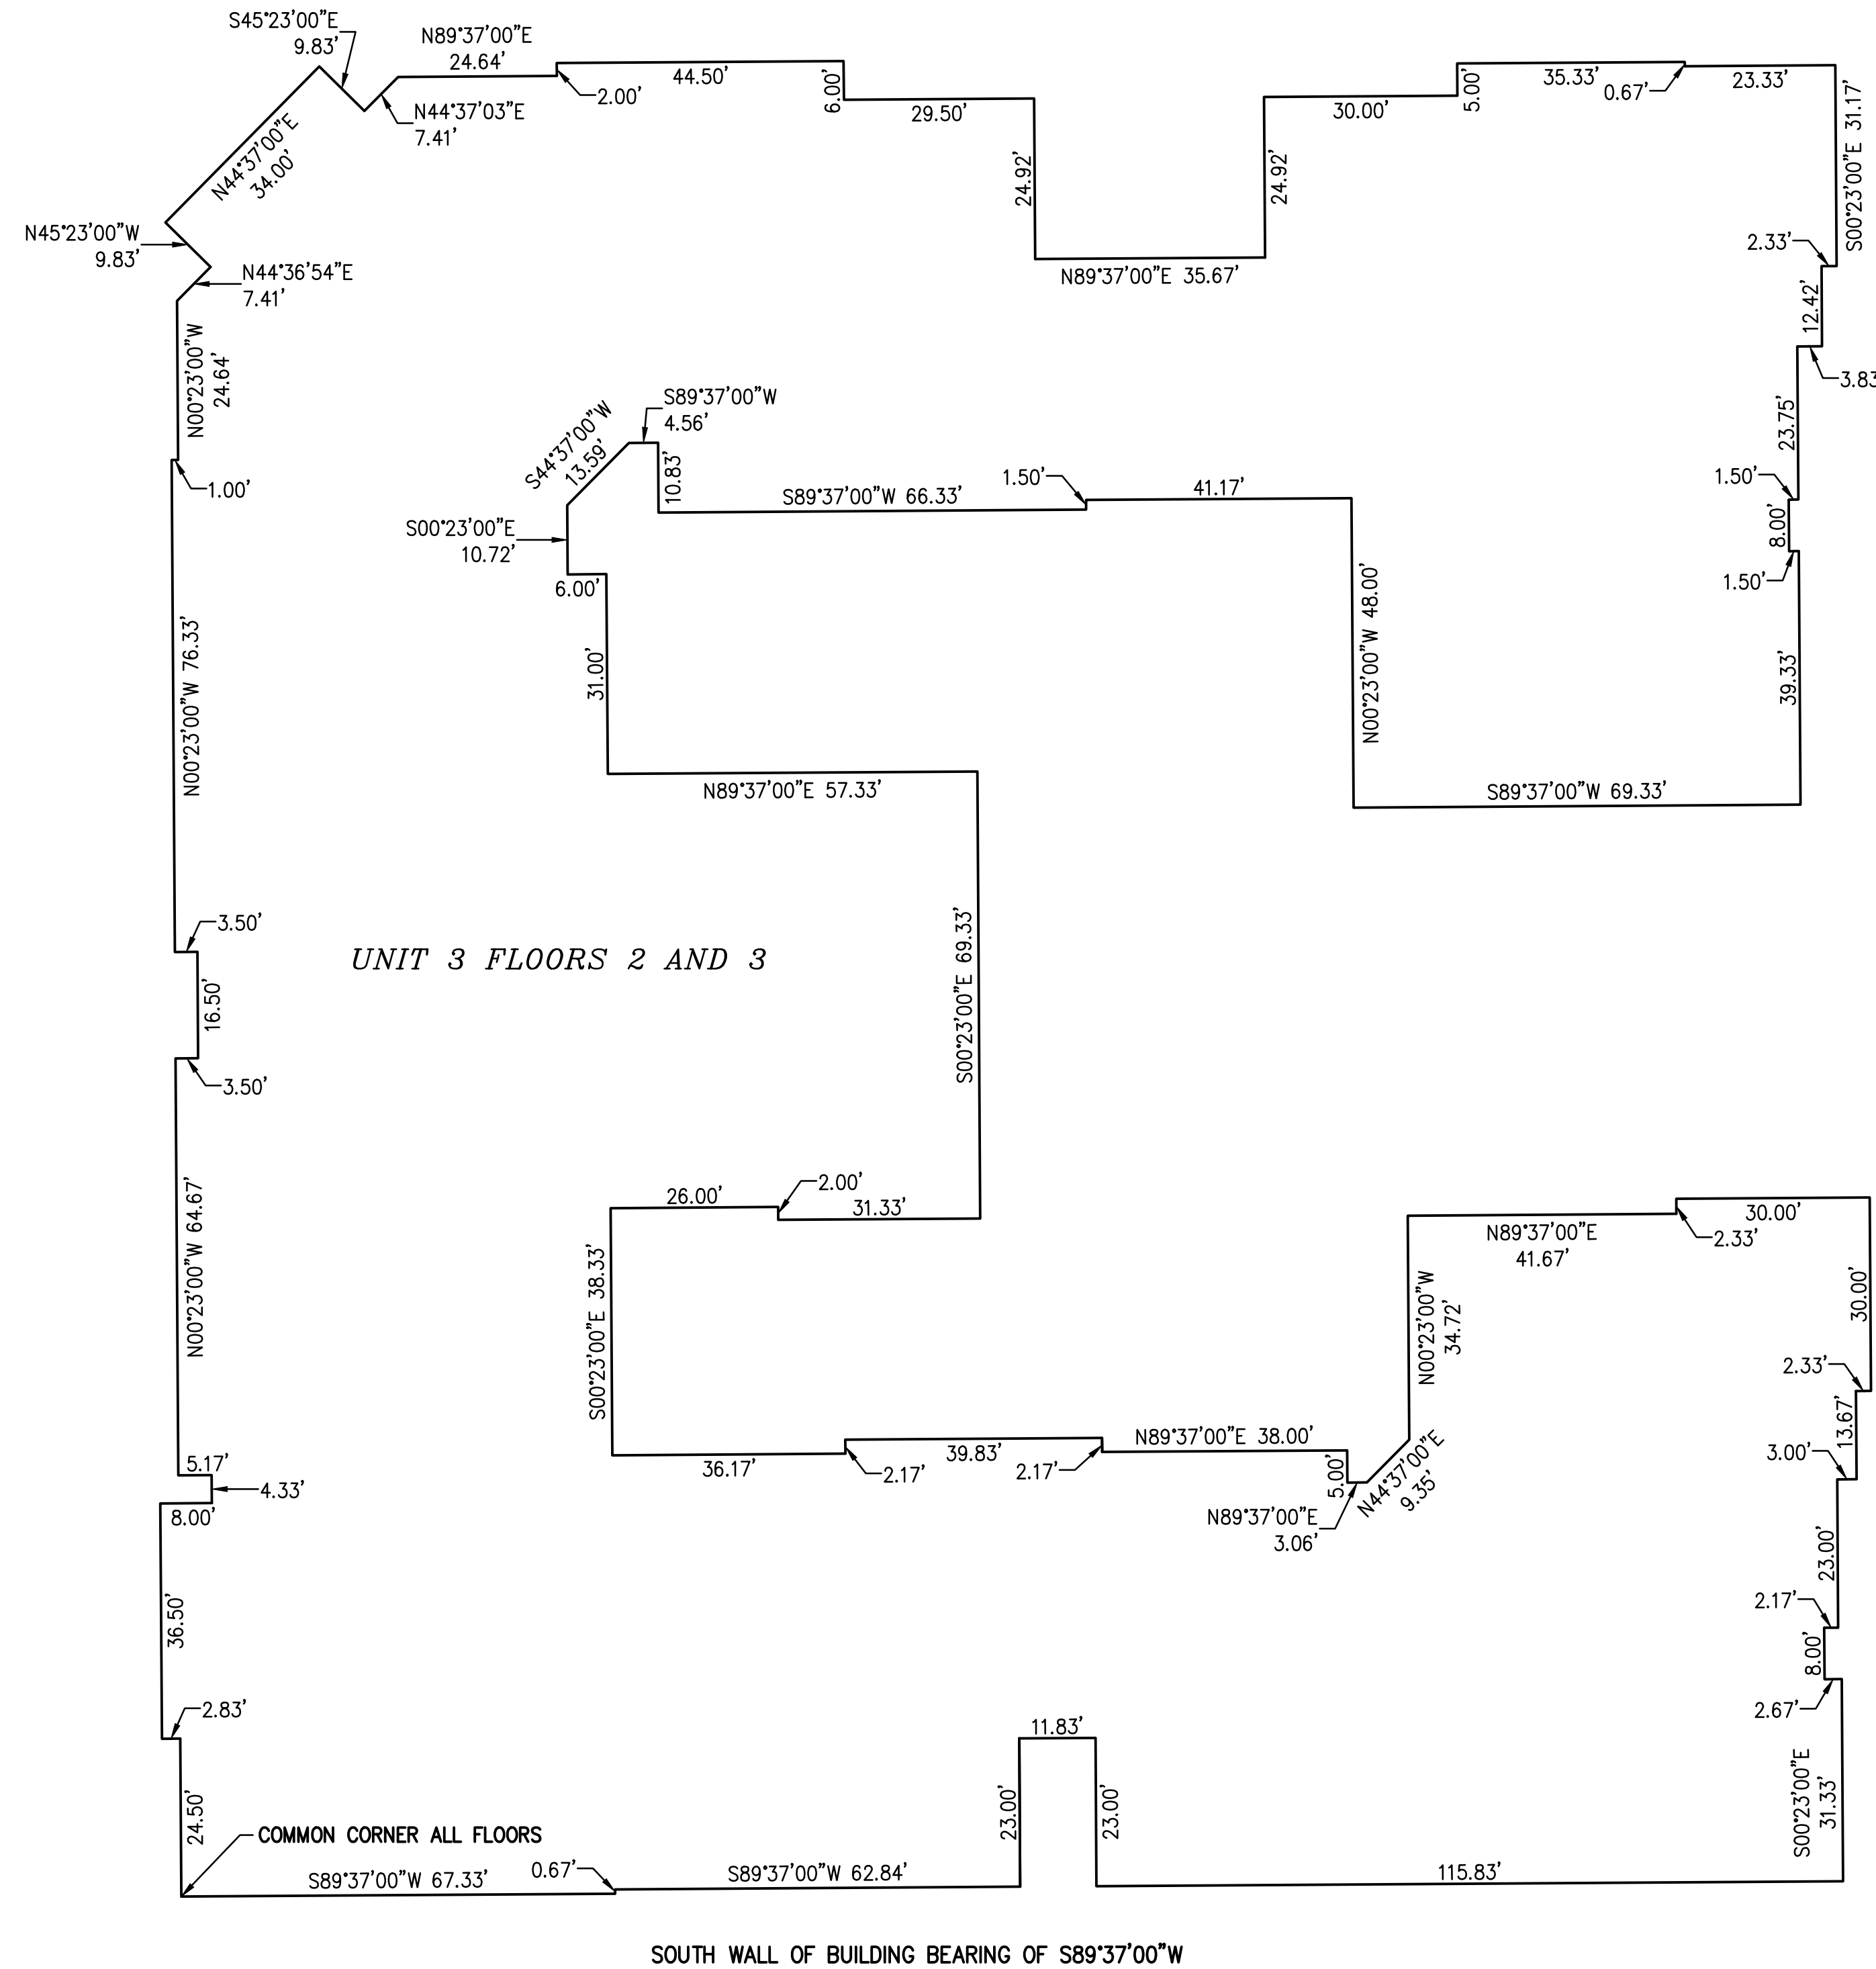 S45°23'00"E
9.83'
N89°37'00"E
24.64'
2.00'
44.50'
6.00'
29.50'
24.92'
N89°37'00"E 35.67'
24.92'
30.00'
5.00'
35.33'
0.67'
23.33'
S00°23'00"E 31.17'
N44°37'03"E
7.41'
N44°37'00"E
34.00'
N45°23'00"W
9.83'
N44°36'54"E
7.41'
N00°23'00"W
24.64'
1.00'
2.33'
12.42'
3.83
23.75'
1.50'
8.00'
1.50'
39.33'
S89°37'00"W
4.56'
S44°37'00"W
13.59'
10.83'
S89°37'00"W 66.33'
1.50'
41.17'
S00°23'00"E
10.72'
6.00'
31.00'
N00°23'00"W 48.00'
N00°23'00"W 76.33'
N89°37'00"E 57.33'
S89°37'00"W 69.33'
3.50'
UNIT 3 FLOORS 2 AND 3
16.50'
3.50'
S00°23'00"E 69.33'
N00°23'00"W 64.67'
26.00'
2.00'
31.33'
S00°23'00"E 38.33'
N89°37'00"E
41.67'
2.33'
30.00'
30.00'
N00°23'00"W
34.72'
2.33'
13.67'
3.00'
36.17'
2.17'
39.83'
2.17'
N89°37'00"E 38.00'
5.00'
N44°37'00"E
9.35'
N89°37'00"E
3.06'
5.17'
4.33'
8.00'
36.50'
23.00'
2.17'
8.00'
2.67'
2.83'
24.50'
COMMON CORNER ALL FLOORS
11.83'
23.00'
23.00'
S00°23'00"E
31.33'
S89°37'00"W 67.33'
0.67'
S89°37'00"W 62.84'
115.83'
SOUTH WALL OF BUILDING BEARING OF S89°37'00"W